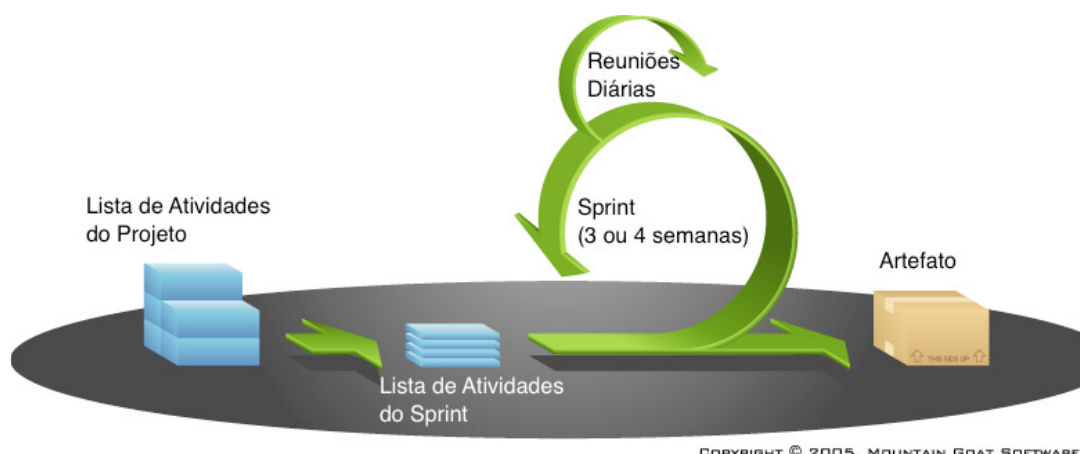 Reuniões
Diárias
Lista de Atividades
do Projeto
Sprint
(3 ou 4 semanas)
Artefato
THIS SIDE UP
Lista de Atividades
do Sprint
COPYRIGHT © 2005, MOUNTAIN GOAT SOFTWARE